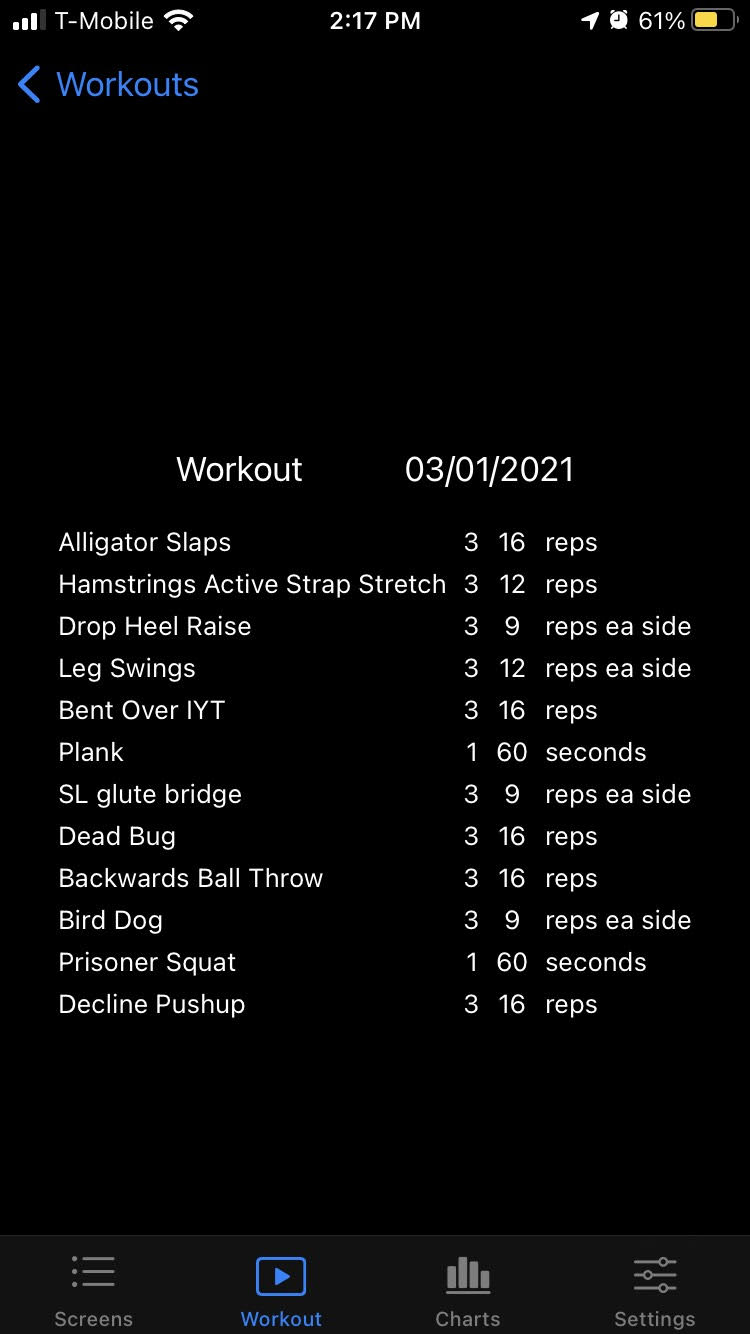 T-Mobile 2:17 PM 61%
Workouts
Workout 03/01/2021
Alligator Slaps 3 16 reps
Hamstrings Active Strap Stretch 3 12 reps
Drop Heel Raise 3 9 reps ea side
Leg Swings 3 12 reps ea side
Bent Over IYT 3 16 reps
Plank 1 60 seconds
SL glute bridge 3 9 reps ea side
Dead Bug 3 16 reps
Backwards Ball Throw 3 16 reps
Bird Dog 3 9 reps ea side
Prisoner Squat 1 60 seconds
Decline Pushup 3 16 reps
Screens Workout Charts Settings